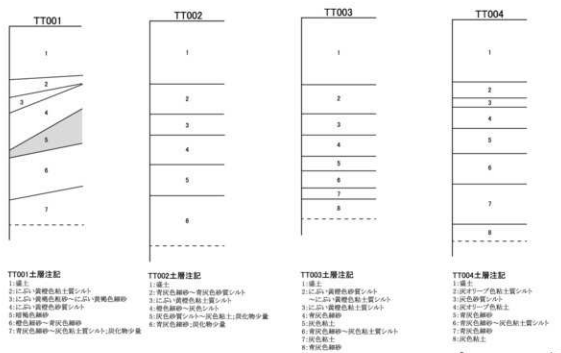 TT001
TT002
TT003
TT004
1
2
3
4
5
6
7
1
2
3
4
5
6
1
2
3
4
5
6
7
8
1
2
3
4
5
6
7
8
TT001土層注記
1:盛土
2:にぶい黄橙色粘土質シルト
3:にぶい黄褐色粗砂～にぶい黄褐色細砂
4:にぶい黄橙色砂質シルト
5:暗褐色細砂
6:橙色細砂～青灰色細砂
7:青灰色細砂～灰色粘土質シルト;炭化物少量
TT002土層注記
1:盛土
2:青灰色細砂～青灰色砂質シルト
3:にぶい黄橙色粘土質シルト
4:橙色細砂～灰色シルト
5:灰色砂質シルト～灰色粘土;炭化物少量
6:青灰色細砂;炭化物少量
TT003土層注記
1:盛土
2:にぶい黄橙色砂質シルト
～にぶい黄橙色粘土質シルト
3:にぶい黄橙色粘土質シルト
4:青灰色細砂
5:灰色粘土
6:青灰色細砂～灰色粘土質シルト
7:灰色粘土
8:青灰色細砂
TT004土層注記
1:盛土
2:灰オリーブ色粘土質シルト
3:灰色砂質シルト
4:灰オリーブ色粘土
5:青灰色細砂
6:青灰色細砂～灰色粘土質シルト
7:青灰色細砂
8:灰色粘土